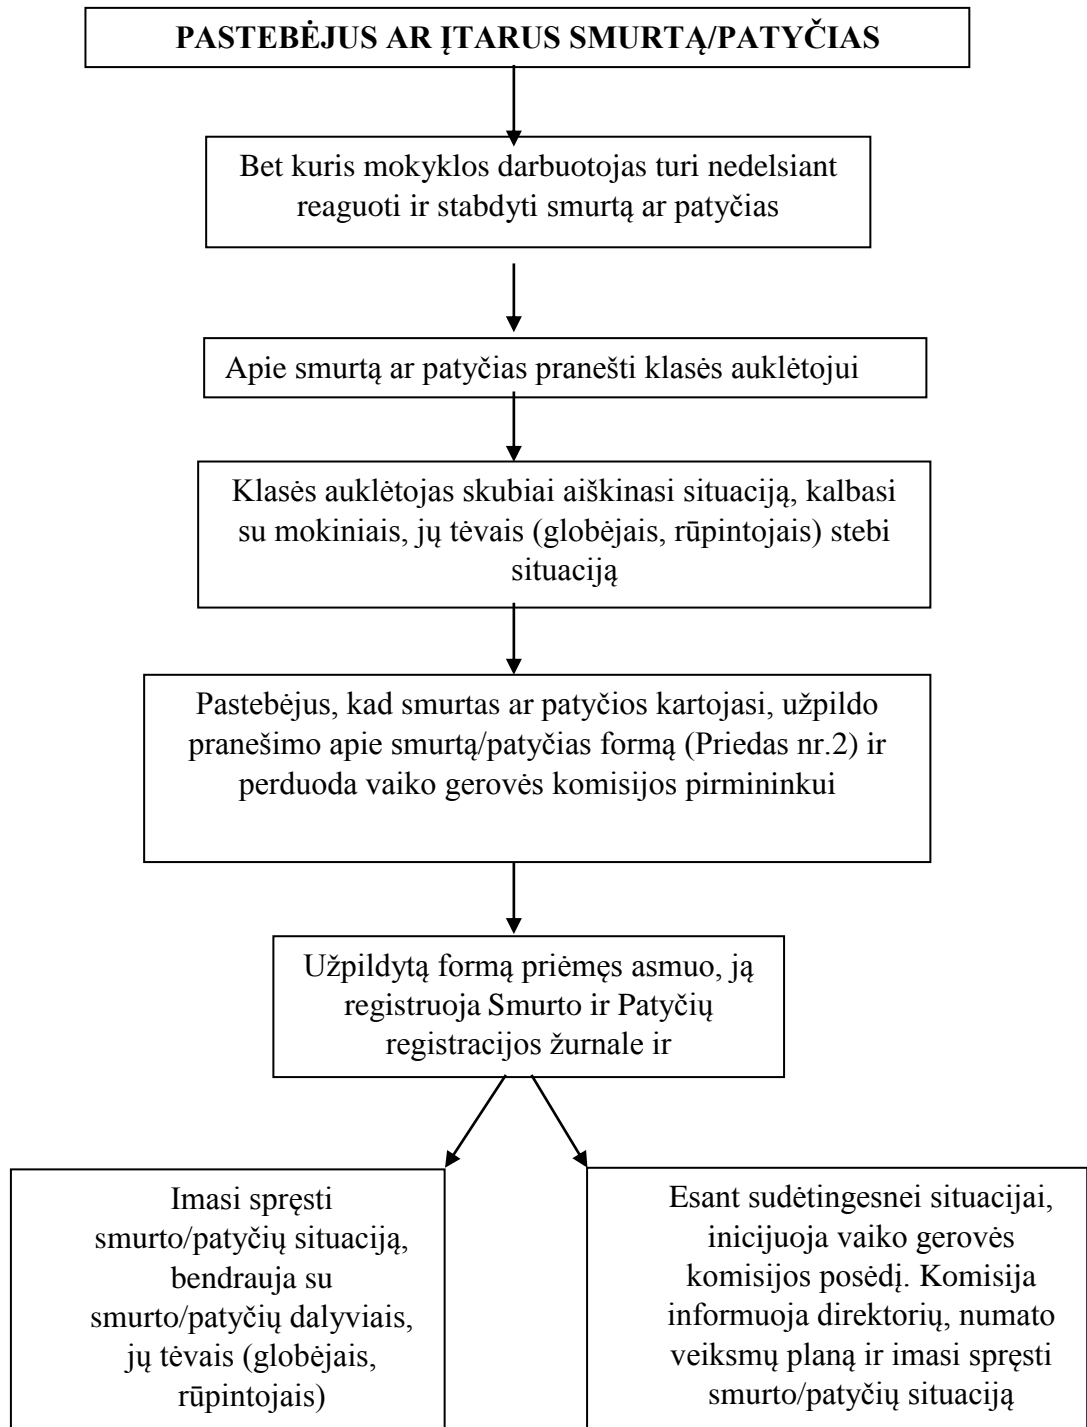 PASTEBĖJUS AR ĮTARUS SMURTĄ/PATYČIAS
Bet kuris mokyklos darbuotojas turi nedelsiant
reaguoti ir stabdyti smurtą ar patyčias
Apie smurtą ar patyčias pranešti klasės auklėtojui
Klasės auklėtojas skubiai aiškinasi situaciją, kalbasi
su mokiniais, jų tėvais (globėjais, rūpintojais) stebi
situaciją
Pastebėjus, kad smurtas ar patyčios kartojasi, užpildo
pranešimo apie smurtą/patyčias formą (Priedas nr.2) ir
perduoda vaiko gerovės komisijos pirmininkui
Užpildytą formą priėmęs asmuo, ją
registruoja Smurto ir Patyčių
registracijos žurnale ir
Imasi spręsti
smurto/patyčių situaciją,
bendrauja su
smurto/patyčių dalyviais,
jų tėvais (globėjais,
rūpintojais)
Esant sudėtingesnei situacijai,
inicijuoja vaiko gerovės
komisijos posėdį. Komisija
informuoja direktorių, numato
veiksmų planą ir imasi spręsti
smurto/patyčių situaciją